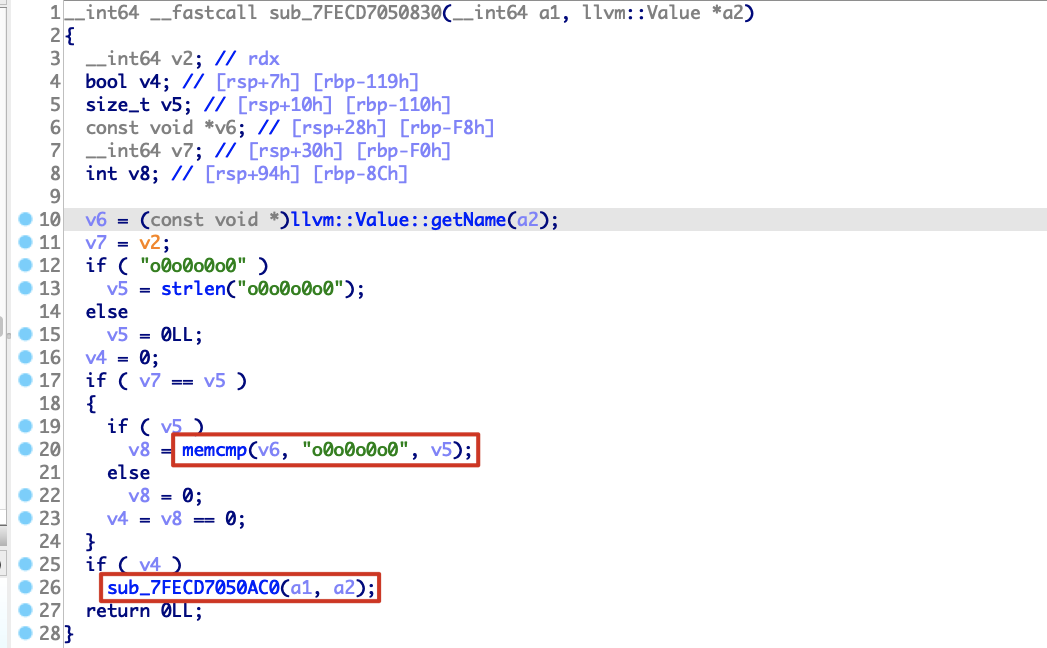 1 __int64 __fastcall sub_7FECD7050830(__int64 a1, llvm::Value *a2)
2 {
3 __int64 v2; // rdx
4 bool v4; // [rsp+7h] [rbp-119h]
5 size_t v5; // [rsp+10h] [rbp-110h]
6 const void *v6; // [rsp+28h] [rbp-F8h]
7 __int64 v7; // [rsp+30h] [rbp-F0h]
8 int v8; // [rsp+94h] [rbp-8Ch]
9
10 v6 = (const void *)llvm::Value::getName(a2);
11 v7 = v2;
12 if ( "o0o0o0o0" )
13 v5 = strlen("o0o0o0o0");
14 else
15 v5 = 0LL;
16 v4 = 0;
17 if ( v7 == v5 )
18 {
19 if ( v5 )
20 v8 = memcmp(v6, "o0o0o0o0", v5);
21 else
22 v8 = 0;
23 v4 = v8 == 0;
24 }
25 if ( v4 )
26 sub_7FECD7050AC0(a1, a2);
27 return 0LL;
28 }